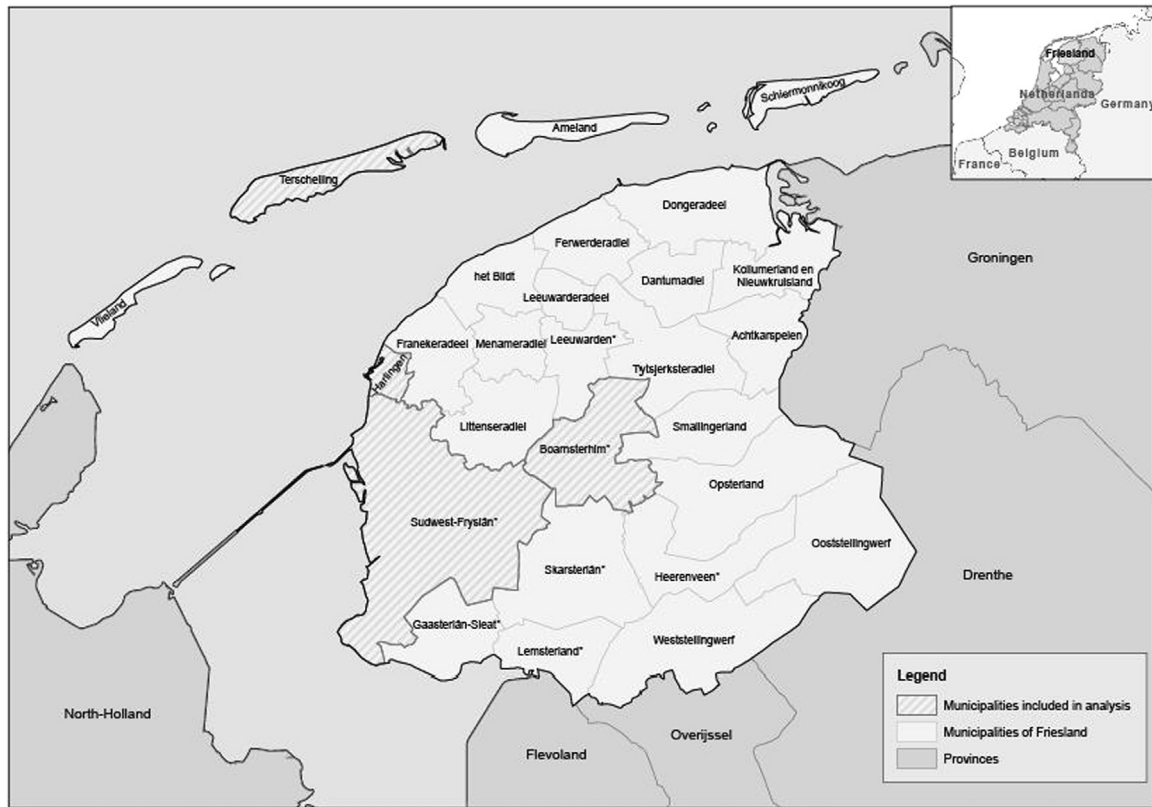 Friesland
Netherlands
Germany
Belgium
France
Schiermonnikoog
Ameland
Terschelling
Vlieland
Dongeradeel
Ferwerderadiel
Groningen
het Bildt
Dantumadiel
Kollumerland en
Nieuwkruisland
Leeuwarderadeel
Achtkarspelen
Franekeradeel
Menameradiel
Leeuwarden*
Harlingen
Tytsjerksteradiel
Littenseradiel
Smallingerland
Boarnsterhim*
Opsterland
Sudwest-Fryslân*
Ooststellingwerf
Skarsterlân*
Heerenveen*
Drenthe
Gaasterlân-Sleat*
Lemsterland*
Weststellingwerf
North-Holland
Overijssel
Flevoland
Legend
Municipalities included in analysis
Municipalities of Friesland
Provinces